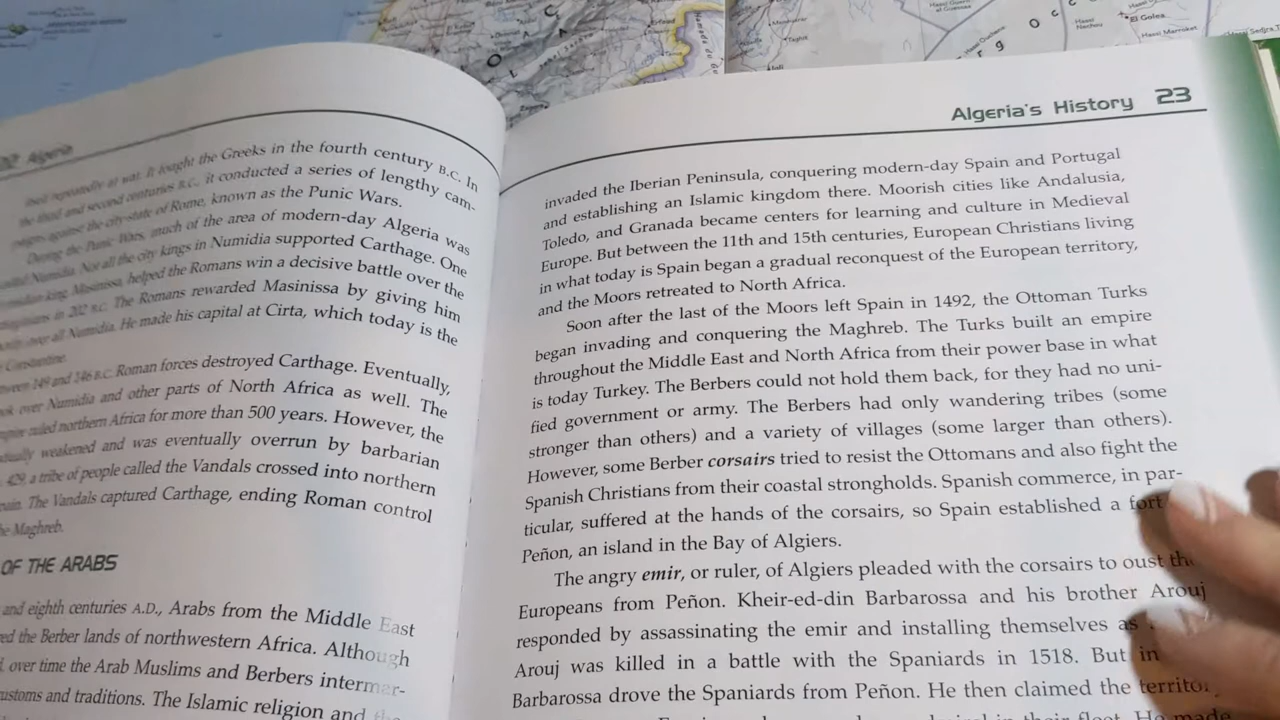 22 Algeria
itself repeatedly at war. It fought the Greeks in the fourth century B.C. In
the third and second centuries B.C., it conducted a series of lengthy cam-
against the city-state of Rome, known as the Punic Wars.
During the Punic Wars, much of the area of modern-day Algeria was
Numidia. Not all the city kings in Numidia supported Carthage. One
king, Masinissa, helped the Romans win a decisive battle over the
in 202 B.C. The Romans rewarded Masinissa by giving him
over all Numidia. He made his capital at Cirta, which today is the
Constantine.
149 and 146 B.C. Roman forces destroyed Carthage. Eventually,
over Numidia and other parts of North Africa as well. The
ruled northern Africa for more than 500 years. However, the
weakened and was eventually overrun by barbarian
429, a tribe of people called the Vandals crossed into northern
The Vandals captured Carthage, ending Roman control
Maghreb.
OF THE ARABS
and eighth centuries A.D., Arabs from the Middle East
the Berber lands of northwestern Africa. Although
over time the Arab Muslims and Berbers intermar-
customs and traditions. The Islamic religion and the
Algeria's History 23
invaded the Iberian Peninsula, conquering modern-day Spain and Portugal
and establishing an Islamic kingdom there. Moorish cities like Andalusia,
Toledo, and Granada became centers for learning and culture in Medieval
Europe. But between the 11th and 15th centuries, European Christians living
in what today is Spain began a gradual reconquest of the European territory,
and the Moors retreated to North Africa.
Soon after the last of the Moors left Spain in 1492, the Ottoman Turks
began invading and conquering the Maghreb. The Turks built an empire
throughout the Middle East and North Africa from their power base in what
is today Turkey. The Berbers could not hold them back, for they had no uni-
fied government or army. The Berbers had only wandering tribes (some
stronger than others) and a variety of villages (some larger than others).
However, some Berber corsairs tried to resist the Ottomans and also fight the
Spanish Christians from their coastal strongholds. Spanish commerce, in par-
ticular, suffered at the hands of the corsairs, so Spain established a fort
Peñon, an island in the Bay of Algiers.
The angry emir, or ruler, of Algiers pleaded with the corsairs to oust the
Europeans from Peñon. Kheir-ed-din Barbarossa and his brother Arouj
responded by assassinating the emir and installing themselves as
Arouj was killed in a battle with the Spaniards in 1518. But in
Barbarossa drove the Spaniards from Peñon. He then claimed the territory
in their fleet. He made
El Golea
Hassi Marroket